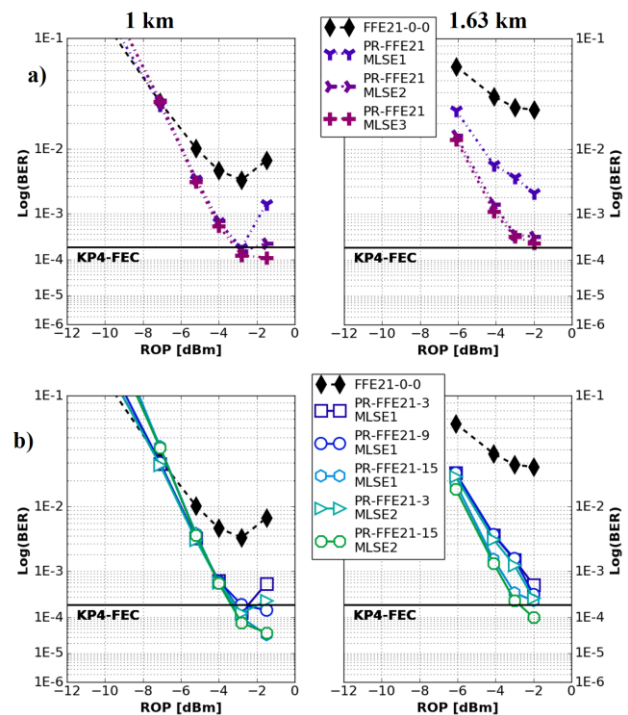 1 km
1.63 km
a)
1E-1
1E-2
1E-3
1E-4
1E-5
1E-6
Log(BER)
KP4-FEC
−12
−10
−8
−6
−4
−2
0
ROP [dBm]
FFE21-0-0
PR-FFE21
MLSE1
PR-FFE21
MLSE2
PR-FFE21
MLSE3
1E-1
1E-2
1E-3
1E-4
1E-5
1E-6
Log(BER)
KP4-FEC
−12
−10
−8
−6
−4
−2
0
ROP [dBm]
b)
1E-1
1E-2
1E-3
1E-4
1E-5
1E-6
Log(BER)
KP4-FEC
−12
−10
−8
−6
−4
−2
0
ROP [dBm]
FFE21-0-0
PR-FFE21-3
MLSE1
PR-FFE21-9
MLSE1
PR-FFE21-15
MLSE1
PR-FFE21-3
MLSE2
PR-FFE21-15
MLSE2
1E-1
1E-2
1E-3
1E-4
1E-5
1E-6
Log(BER)
KP4-FEC
−12
−10
−8
−6
−4
−2
0
ROP [dBm]